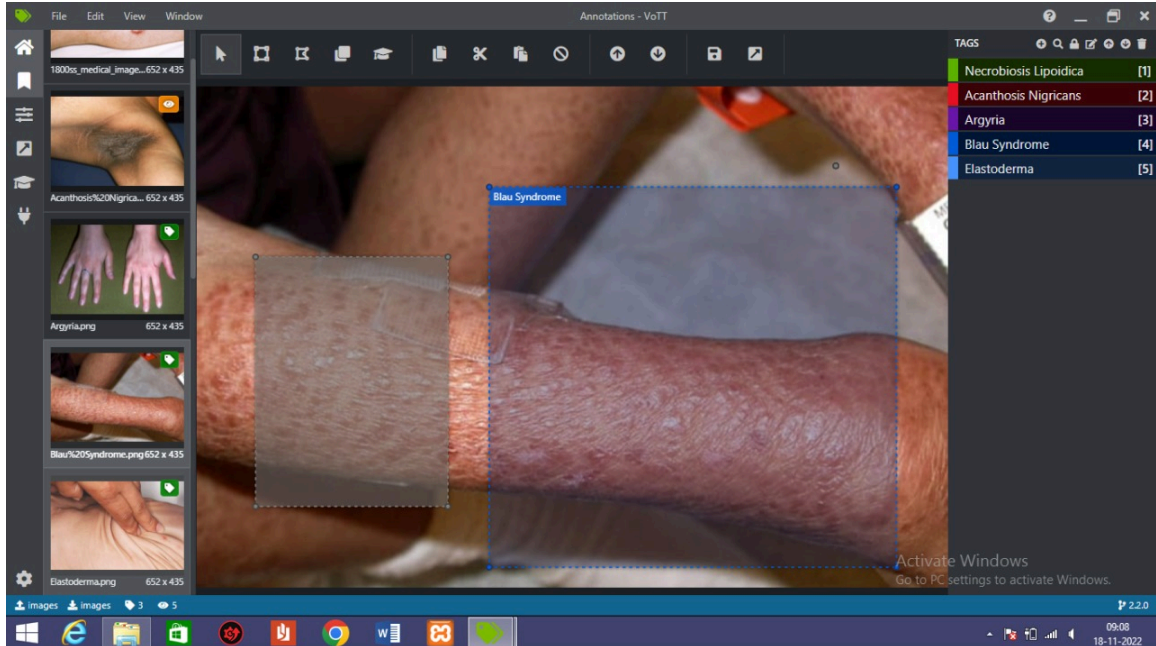 File Edit View Window
Annotations - VoTT
1800ss_medical_image... 652 x 435
Acanthosis%20Nigrica... 652 x 435
Argyria.png 652 x 435
Blau%20Syndrome.png 652 x 435
Elastoderma.png 652 x 435
Blau Syndrome
TAGS
Necrobiosis Lipoidica [1]
Acanthosis Nigricans [2]
Argyria [3]
Blau Syndrome [4]
Elastoderma [5]
Activate Windows
Go to PC settings to activate Windows.
images images 3 5
2.2.0
09:08
18-11-2022